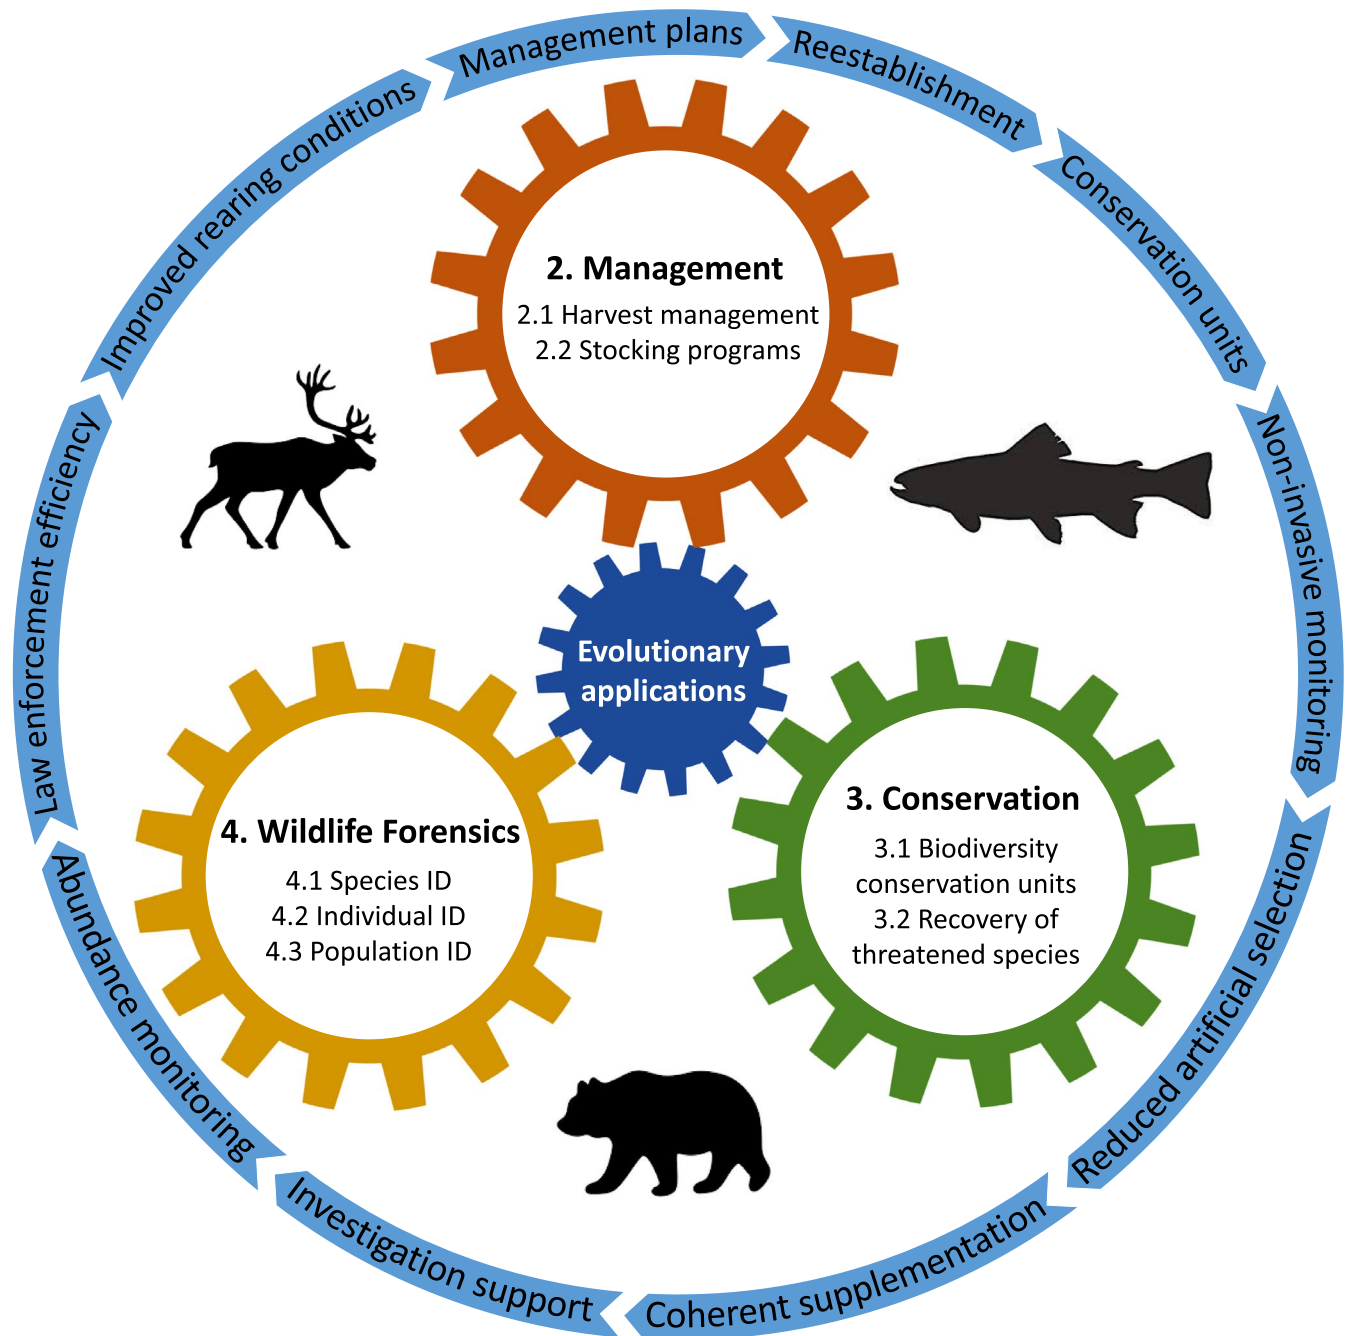 Management plans
Reestablishment
Conservation units
Non-invasive monitoring
Reduced artificial selection
Coherent supplementation
Investigation support
Abundance monitoring
Law enforcement efficiency
Improved rearing conditions
2. Management
2.1 Harvest management
2.2 Stocking programs
Evolutionary
applications
3. Conservation
3.1 Biodiversity
conservation units
3.2 Recovery of
threatened species
4. Wildlife Forensics
4.1 Species ID
4.2 Individual ID
4.3 Population ID